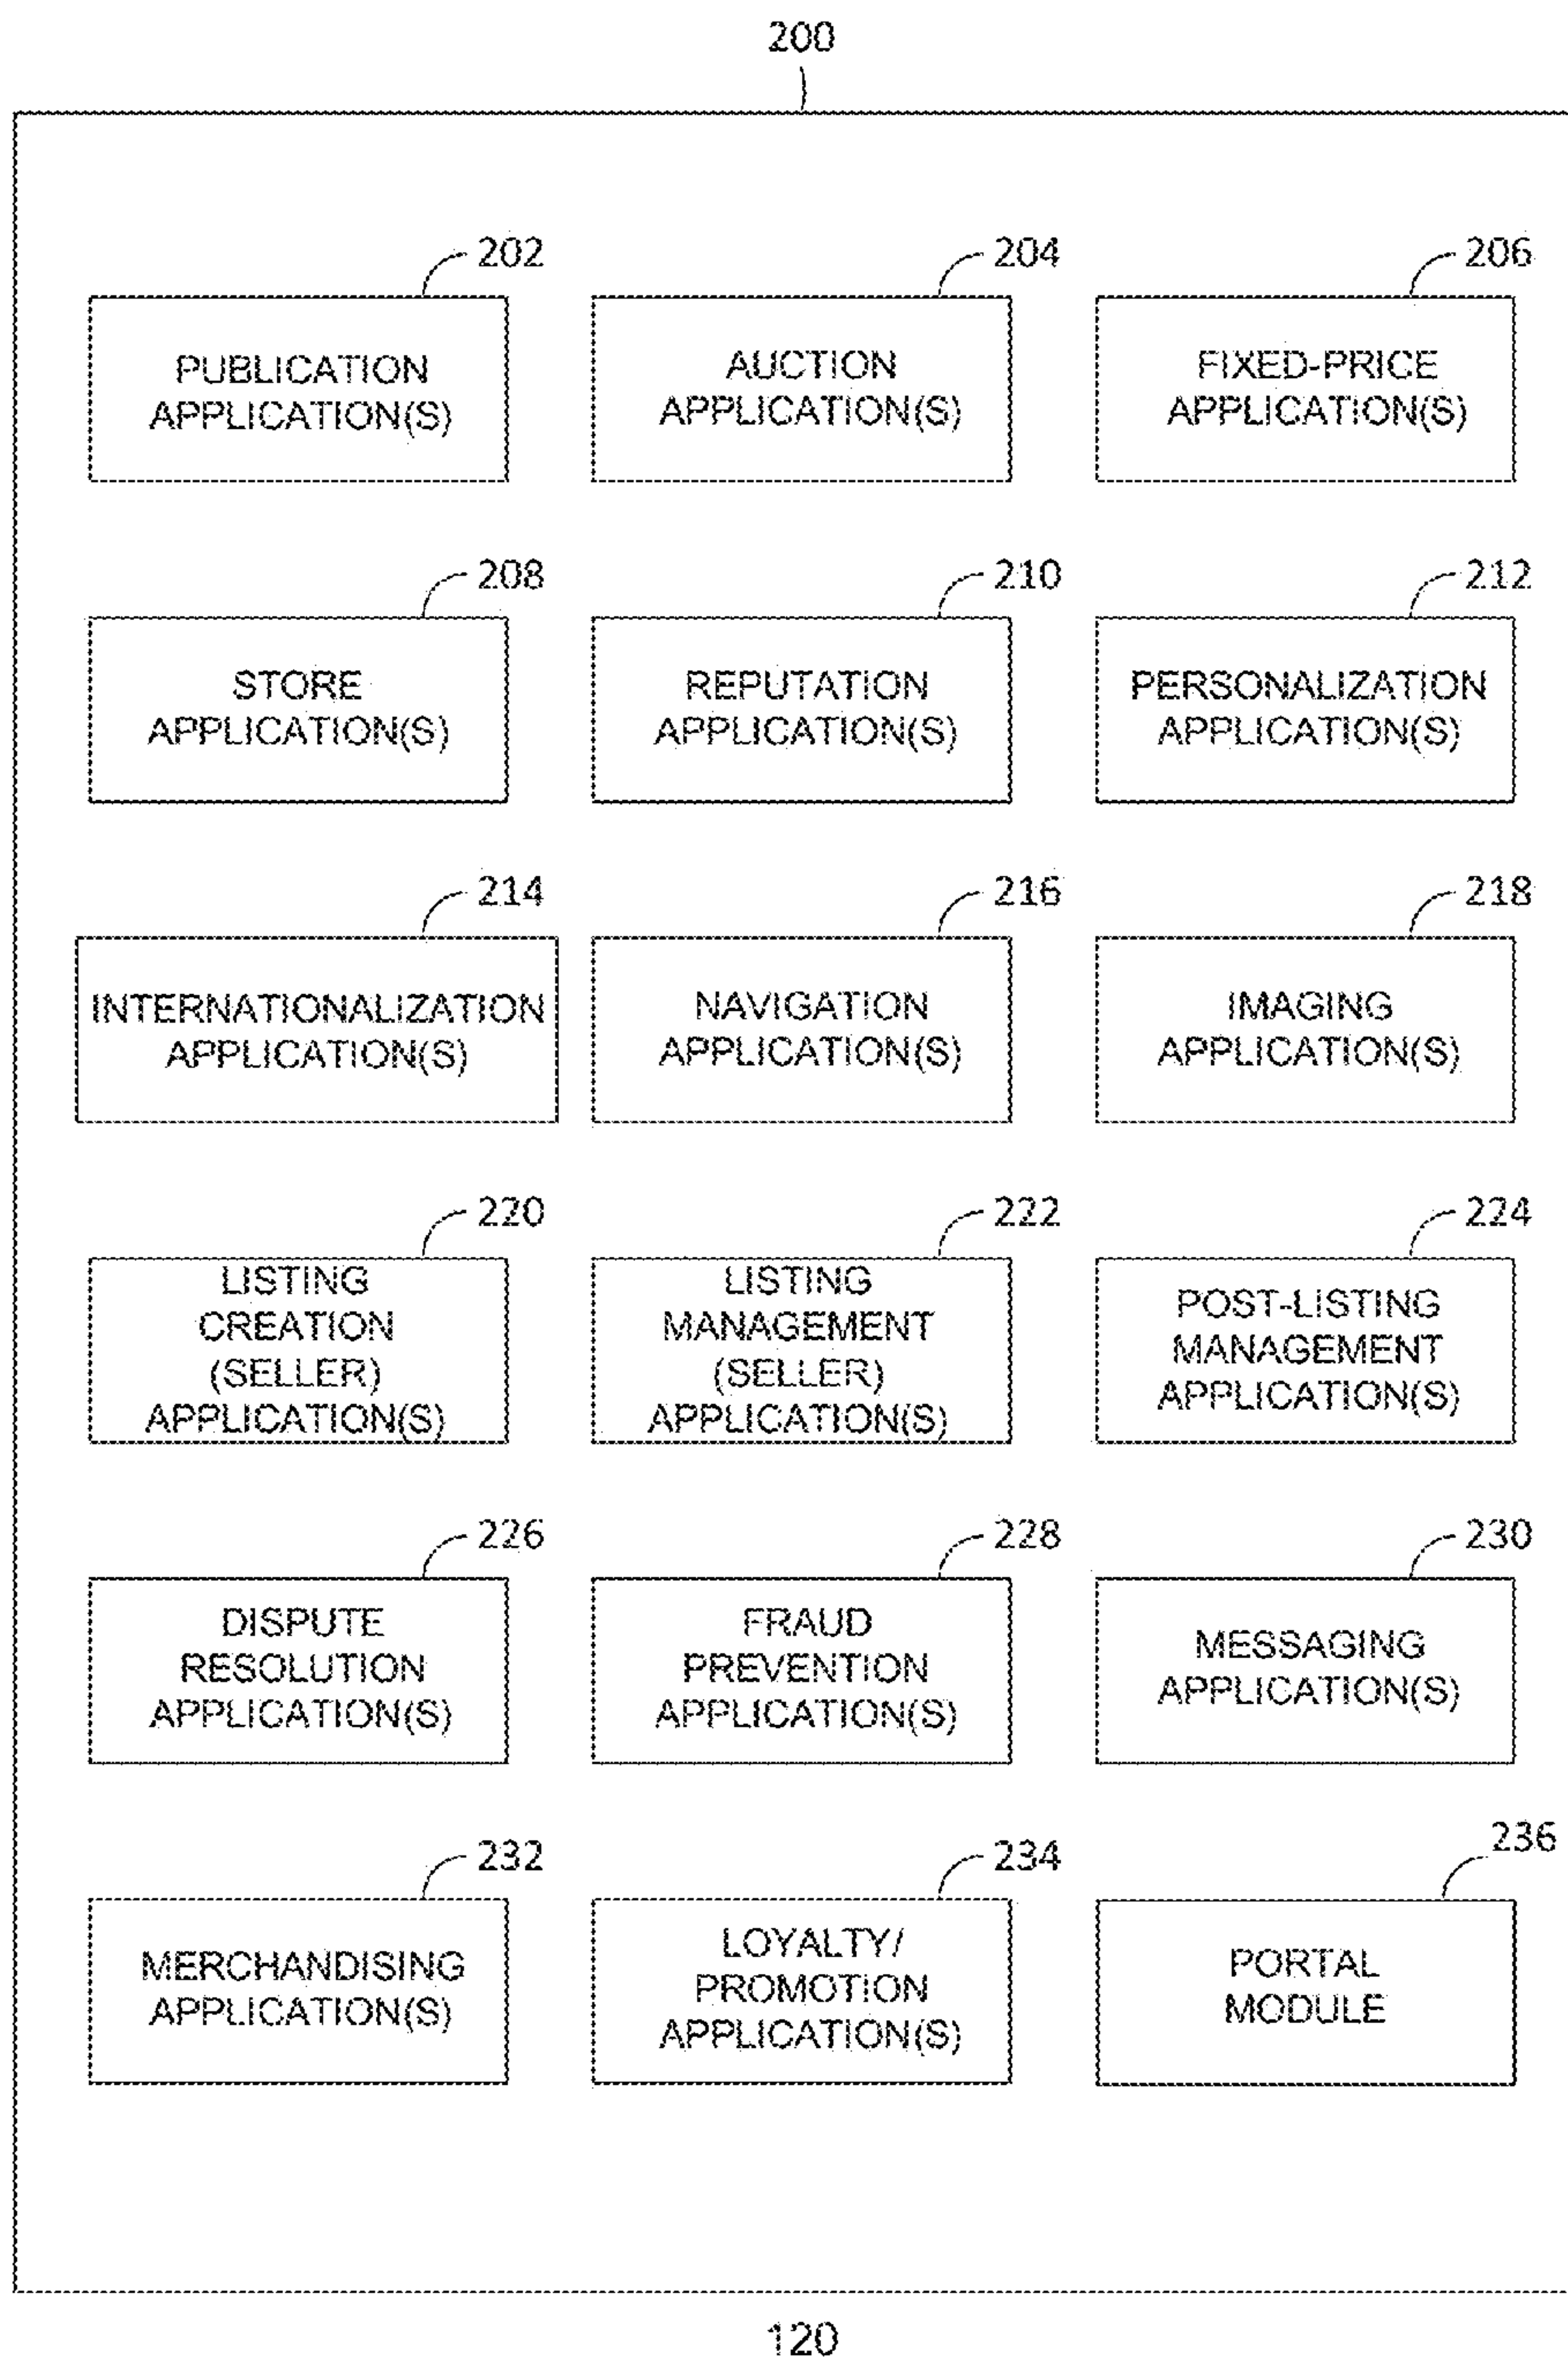 200
202
PUBLICATION
APPLICATION(S)
204
AUCTION
APPLICATION(S)
206
FIXED-PRICE
APPLICATION(S)
208
STORE
APPLICATION(S)
210
REPUTATION
APPLICATION(S)
212
PERSONALIZATION
APPLICATION(S)
214
INTERNATIONALIZATION
APPLICATION(S)
216
NAVIGATION
APPLICATION(S)
218
IMAGING
APPLICATION(S)
220
LISTING
CREATION
(SELLER)
APPLICATION(S)
222
LISTING
MANAGEMENT
(SELLER)
APPLICATION(S)
224
POST-LISTING
MANAGEMENT
APPLICATION(S)
226
DISPUTE
RESOLUTION
APPLICATION(S)
228
FRAUD
PREVENTION
APPLICATION(S)
230
MESSAGING
APPLICATION(S)
232
MERCHANDISING
APPLICATION(S)
234
LOYALTY/
PROMOTION
APPLICATION(S)
236
PORTAL
MODULE
120